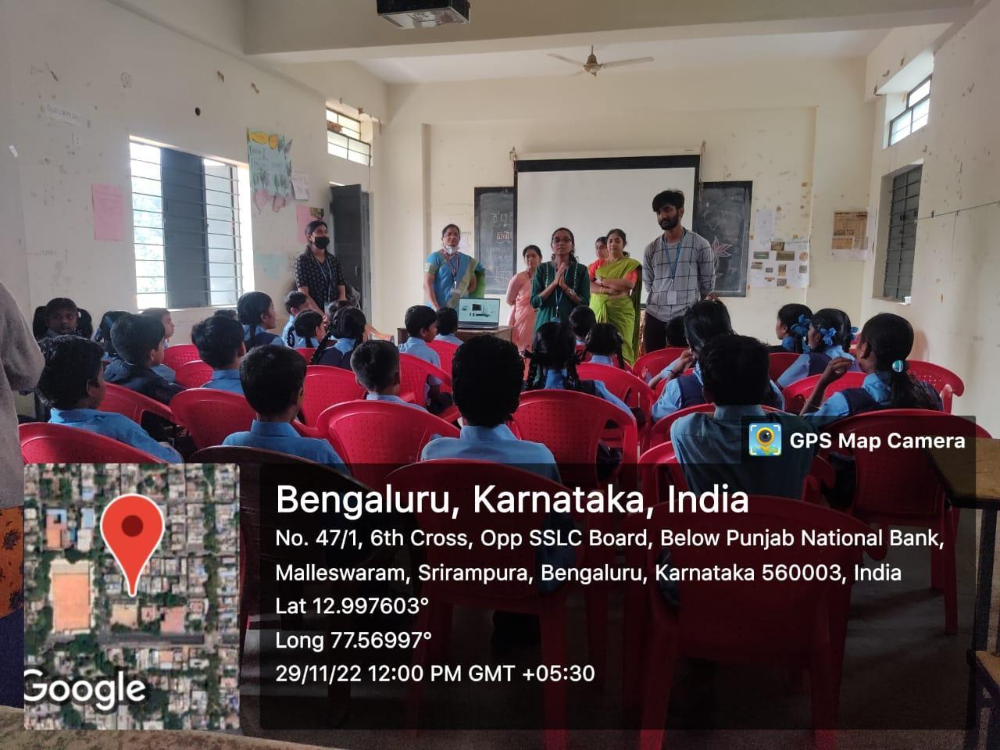 GPS Map Camera
Bengaluru, Karnataka, India
No. 47/1, 6th Cross, Opp SSLC Board, Below Punjab National Bank,
Malleswaram, Srirampura, Bengaluru, Karnataka 560003, India
Lat 12.997603°
Long 77.56997°
29/11/22 12:00 PM GMT +05:30
Google